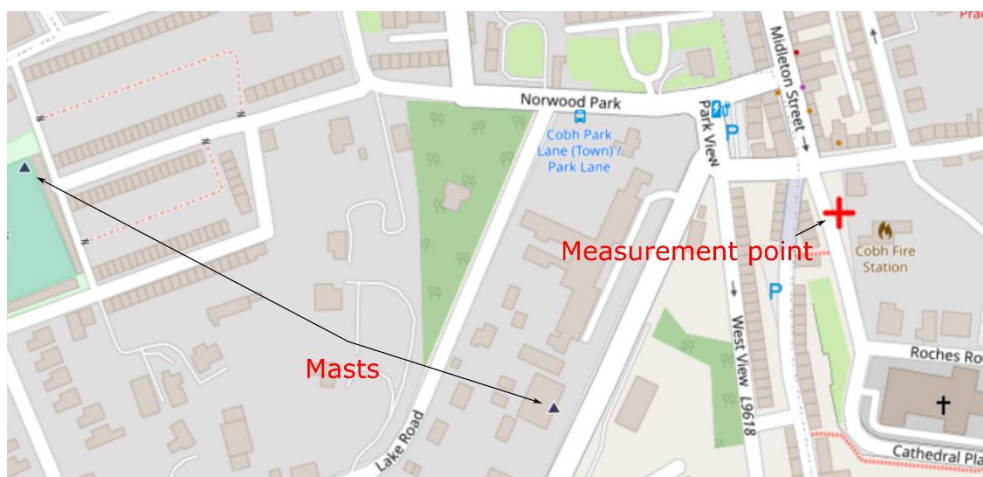 Midleton Street
Norwood Park
Cobh Park
Lane (Town) /
Park Lane
Park View
P
Measurement point
Cobh Fire
Station
P
Masts
West View
L9618
Roches Ro
Lake Road
Cathedral Pla